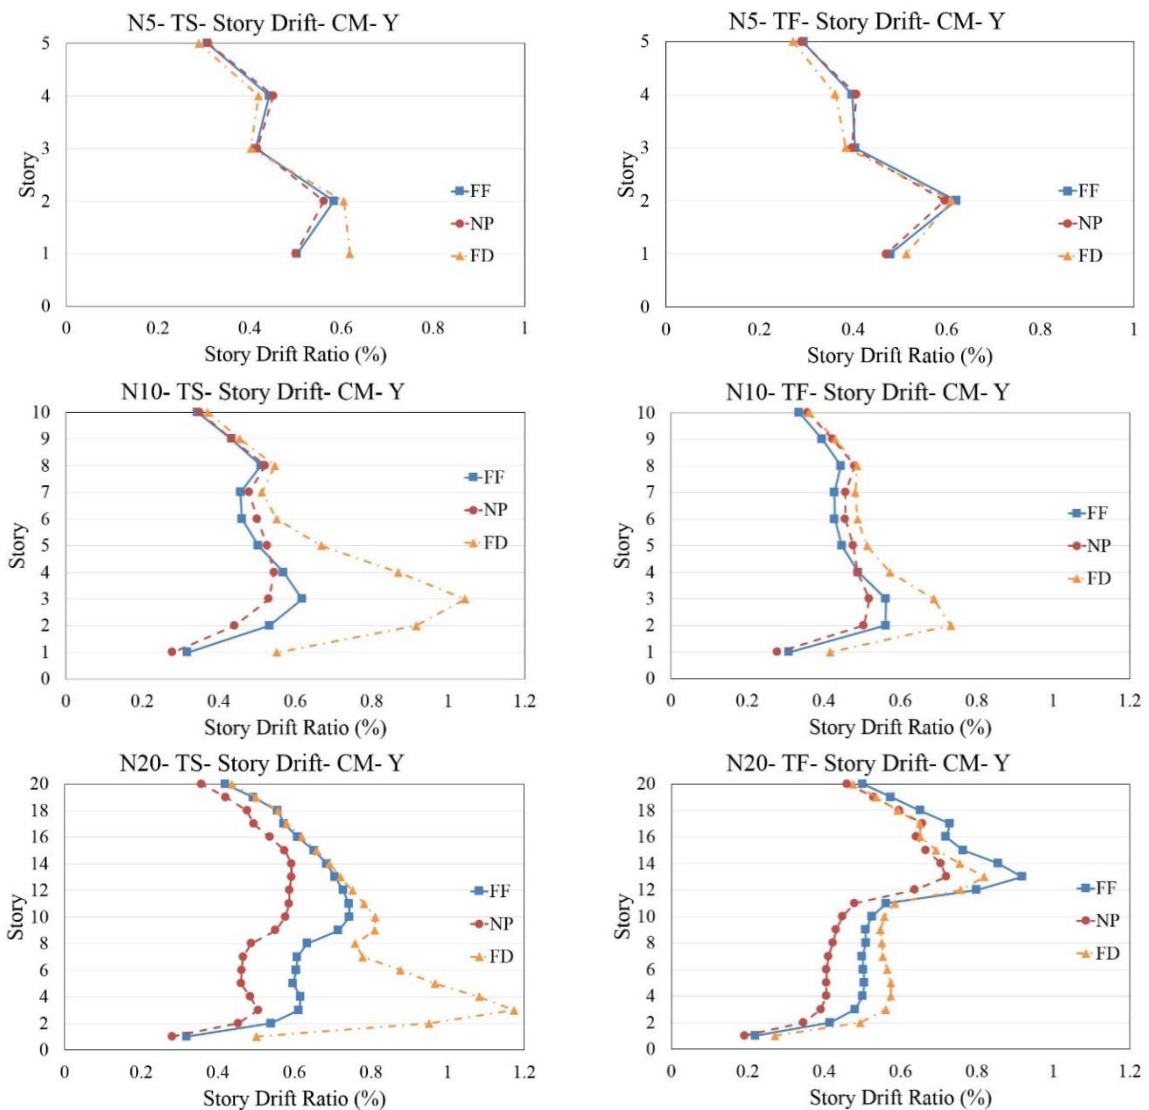 N5- TS- Story Drift- CM- Y
5
4
3
2
1
0
Story
FF
NP
FD
0 0.2 0.4 0.6 0.8 1
Story Drift Ratio (%)
N5- TF- Story Drift- CM- Y
5
4
3
2
1
0
Story
FF
NP
FD
0 0.2 0.4 0.6 0.8 1
Story Drift Ratio (%)
N10- TS- Story Drift- CM- Y
10
9
8
7
6
5
4
3
2
1
0
Story
FF
NP
FD
0 0.2 0.4 0.6 0.8 1 1.2
Story Drift Ratio (%)
N10- TF- Story Drift- CM- Y
10
9
8
7
6
5
4
3
2
1
0
Story
FF
NP
FD
0 0.2 0.4 0.6 0.8 1 1.2
Story Drift Ratio (%)
N20- TS- Story Drift- CM- Y
20
18
16
14
12
10
8
6
4
2
0
Story
FF
NP
FD
0 0.2 0.4 0.6 0.8 1 1.2
Story Drift Ratio (%)
N20- TF- Story Drift- CM- Y
20
18
16
14
12
10
8
6
4
2
0
Story
FF
NP
FD
0 0.2 0.4 0.6 0.8 1 1.2
Story Drift Ratio (%)